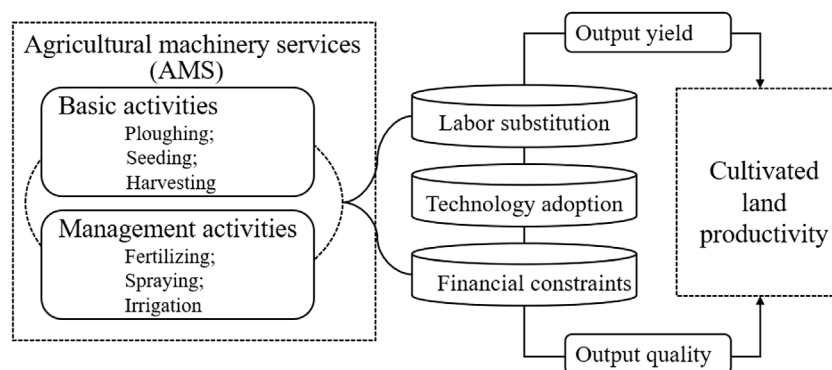 Agricultural machinery services
(AMS)
Basic activities
Ploughing;
Seeding;
Harvesting
Management activities
Fertilizing;
Spraying;
Irrigation
Labor substitution
Technology adoption
Financial constraints
Output yield
Output quality
Cultivated
land
productivity